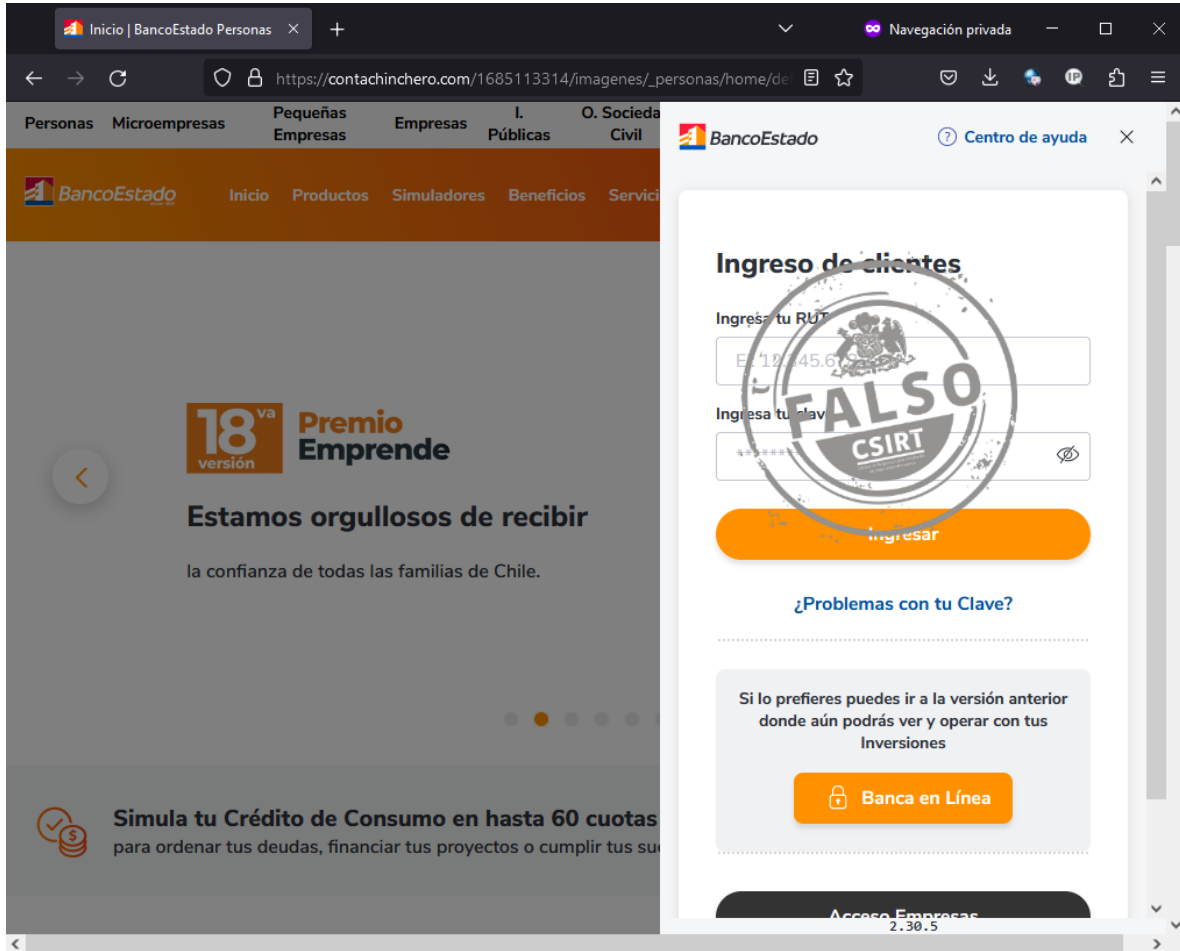 Inicio | BancoEstado Personas
Navegación privada
https://contachinchero.com/1685113314/imagenes/_personas/home/de
Personas
Microempresas
Pequeñas
Empresas
Empresas
I.
Públicas
O. Socieda
Civil
BancoEstado
Inicio
Productos
Simuladores
Beneficios
Servici
18va
versión
Premio
Emprende
Estamos orgullosos de recibir
la confianza de todas las familias de Chile.
Simula tu Crédito de Consumo en hasta 60 cuotas
para ordenar tus deudas, financiar tus proyectos o cumplir tus su
BancoEstado
Centro de ayuda
Ingreso de clientes
Ingresa tu RUT
FALSO
CSIRT
Ingresa tu clave
Ingresar
¿Problemas con tu Clave?
Si lo prefieres puedes ir a la versión anterior
donde aún podrás ver y operar con tus
Inversiones
Banca en Línea
Acceso Empresas
2.30.5